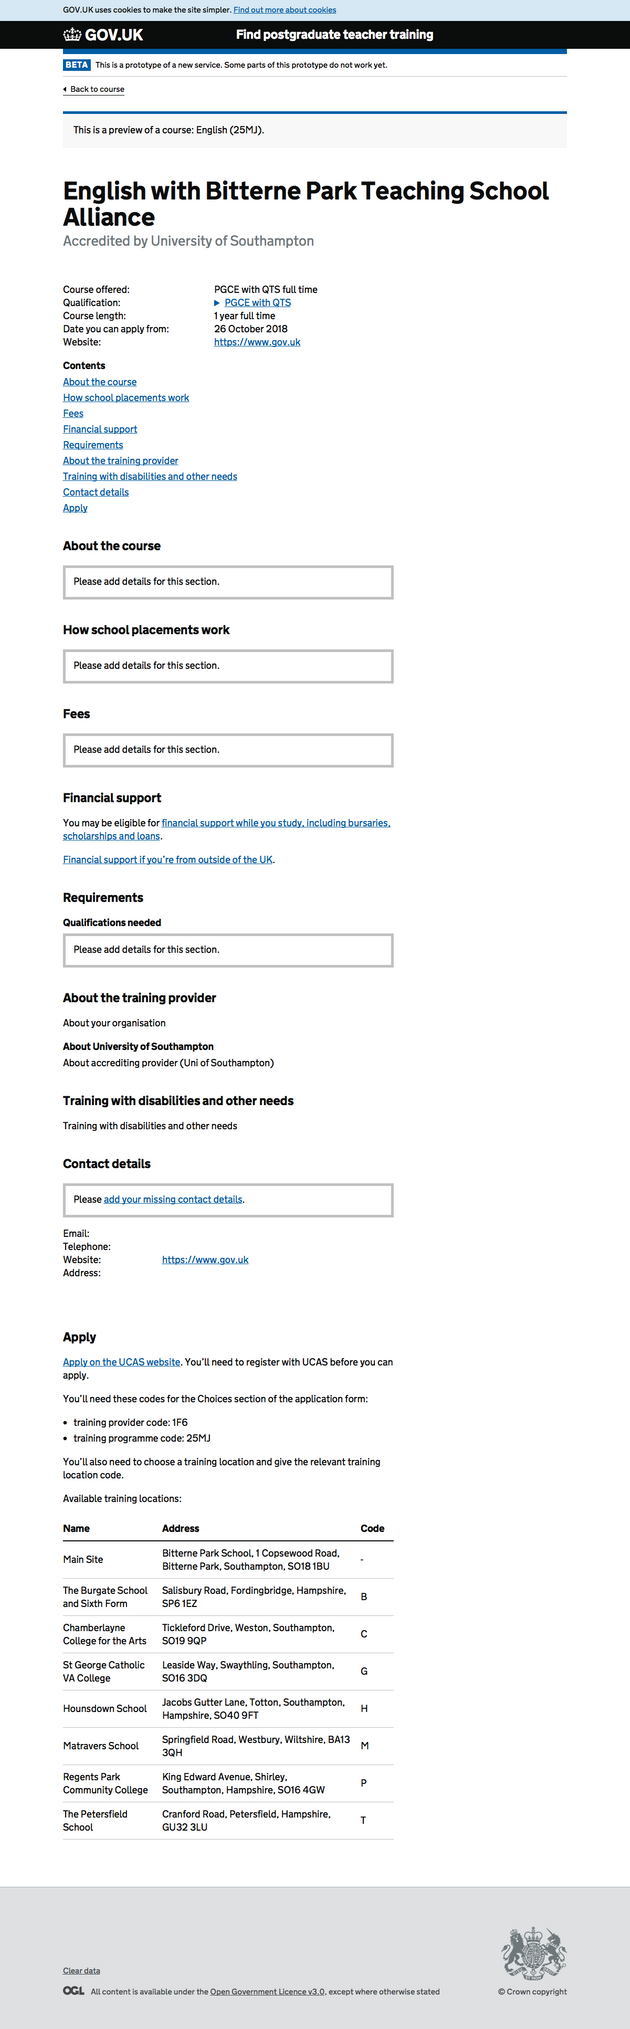 GOV.UK uses cookies to make the site simpler. Find out more about cookies
GOV.UK Find postgraduate teacher training
BETA This is a prototype of a new service. Some parts of this prototype do not work yet.
Back to course
This is a preview of a course: English (25MJ).
English with Bitterne Park Teaching School
Alliance
Accredited by University of Southampton
Course offered: PGCE with QTS full time
Qualification: PGCE with QTS
Course length: 1 year full time
Date you can apply from: 26 October 2018
Website: https://www.gov.uk
Contents
About the course
How school placements work
Fees
Financial support
Requirements
About the training provider
Training with disabilities and other needs
Contact details
Apply
About the course
Please add details for this section.
How school placements work
Please add details for this section.
Fees
Please add details for this section.
Financial support
You may be eligible for financial support while you study, including bursaries,
scholarships and loans.
Financial support if you're from outside of the UK.
Requirements
Qualifications needed
Please add details for this section.
About the training provider
About your organisation
About University of Southampton
About accrediting provider (Uni of Southampton)
Training with disabilities and other needs
Training with disabilities and other needs
Contact details
Please add your missing contact details.
Email:
Telephone:
Website: https://www.gov.uk
Address:
Apply
Apply on the UCAS website. You'll need to register with UCAS before you can
apply.
You'll need these codes for the Choices section of the application form:
• training provider code: 1F6
• training programme code: 25MJ
You'll also need to choose a training location and give the relevant training
location code.
Available training locations:
Name Address Code
Main Site Bitterne Park School, 1 Copsewood Road,
Bitterne Park, Southampton, SO18 1BU -
The Burgate School Salisbury Road, Fordingbridge, Hampshire,
and Sixth Form SP6 1EZ B
Chamberlayne Tickleford Drive, Weston, Southampton,
College for the Arts SO19 9QP C
St George Catholic Leaside Way, Swaythling, Southampton,
VA College SO16 3DQ G
Hounsdown School Jacobs Gutter Lane, Totton, Southampton,
Hampshire, SO40 9FT H
Matravers School Springfield Road, Westbury, Wiltshire, BA13
3QH M
Regents Park King Edward Avenue, Shirley,
Community College Southampton, Hampshire, SO16 4GW P
The Petersfield Cranford Road, Petersfield, Hampshire,
School GU32 3LU T
Clear data
OGL All content is available under the Open Government Licence v3.0, except where otherwise stated
© Crown copyright